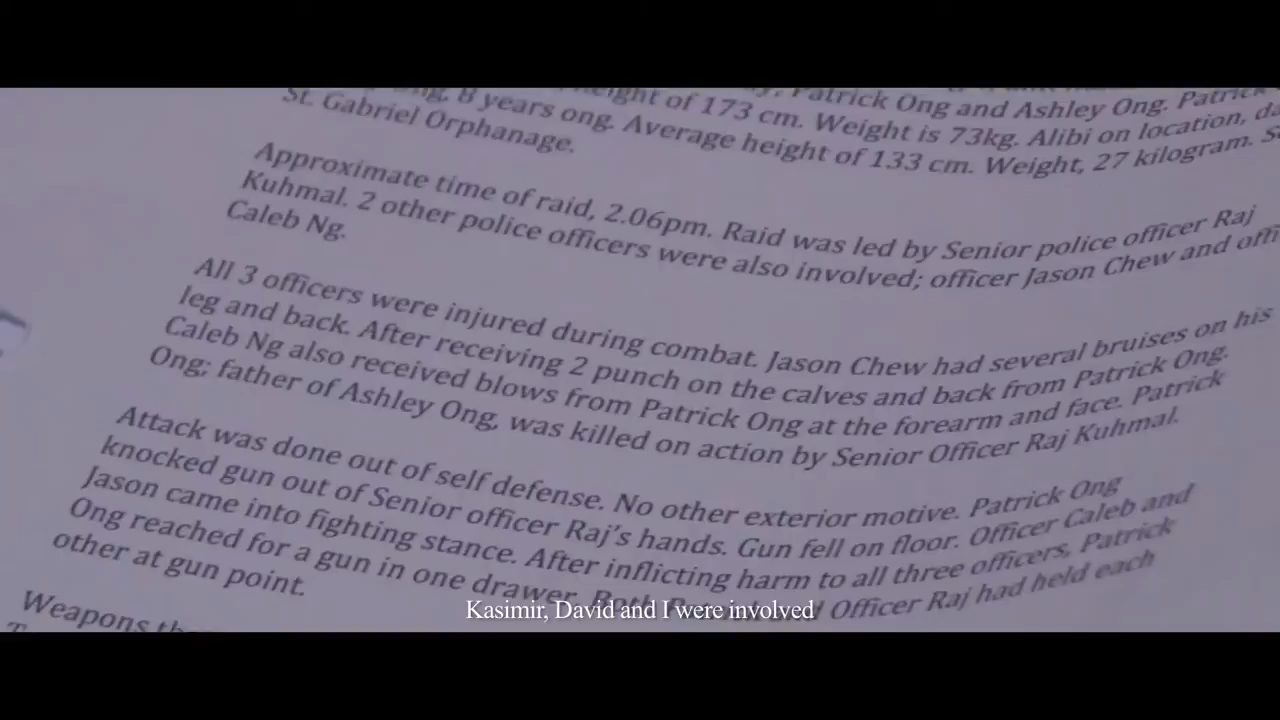 height of 173 cm. Weight is 73kg. Alibi on location, Patrick Ong and Ashley Ong. Patrick
Ong, 8 years ong. Average height of 133 cm. Weight, 27 kilogram.
St. Gabriel Orphanage.
Approximate time of raid, 2.06pm. Raid was led by Senior police officer Raj
Kuhmal. 2 other police officers were also involved; officer Jason Chew and
Caleb Ng.
All 3 officers were injured during combat. Jason Chew had several bruises on his
leg and back. After receiving 2 punch on the calves and back from Patrick Ong.
Caleb Ng also received blows from Patrick Ong at the forearm and face. Patrick
Ong; father of Ashley Ong, was killed on action by Senior Officer Raj Kuhmal.
Attack was done out of self defense. No other exterior motive. Patrick Ong
knocked gun out of Senior officer Raj's hands. Gun fell on floor. Officer Caleb and
Jason came into fighting stance. After inflicting harm to all three officers, Patrick
Ong reached for a gun in one drawer. Both Officer Raj had held each
other at gun point.
Weapons
Kasimir, David and I were involved